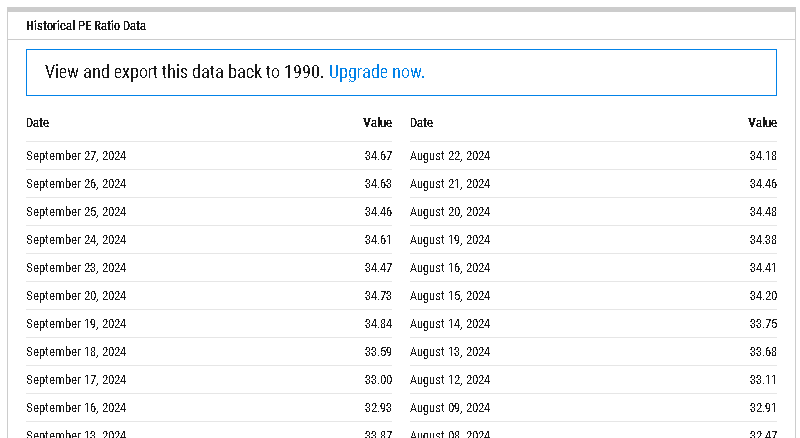 Historical PE Ratio Data
View and export this data back to 1990. Upgrade now.
Date Value Date Value
September 27, 2024 34.67 August 22, 2024 34.18
September 26, 2024 34.63 August 21, 2024 34.46
September 25, 2024 34.46 August 20, 2024 34.48
September 24, 2024 34.61 August 19, 2024 34.38
September 23, 2024 34.47 August 16, 2024 34.41
September 20, 2024 34.73 August 15, 2024 34.20
September 19, 2024 34.84 August 14, 2024 33.75
September 18, 2024 33.59 August 13, 2024 33.68
September 17, 2024 33.00 August 12, 2024 33.11
September 16, 2024 32.93 August 09, 2024 32.91
September 13, 2024 33.87 August 08, 2024 32.47